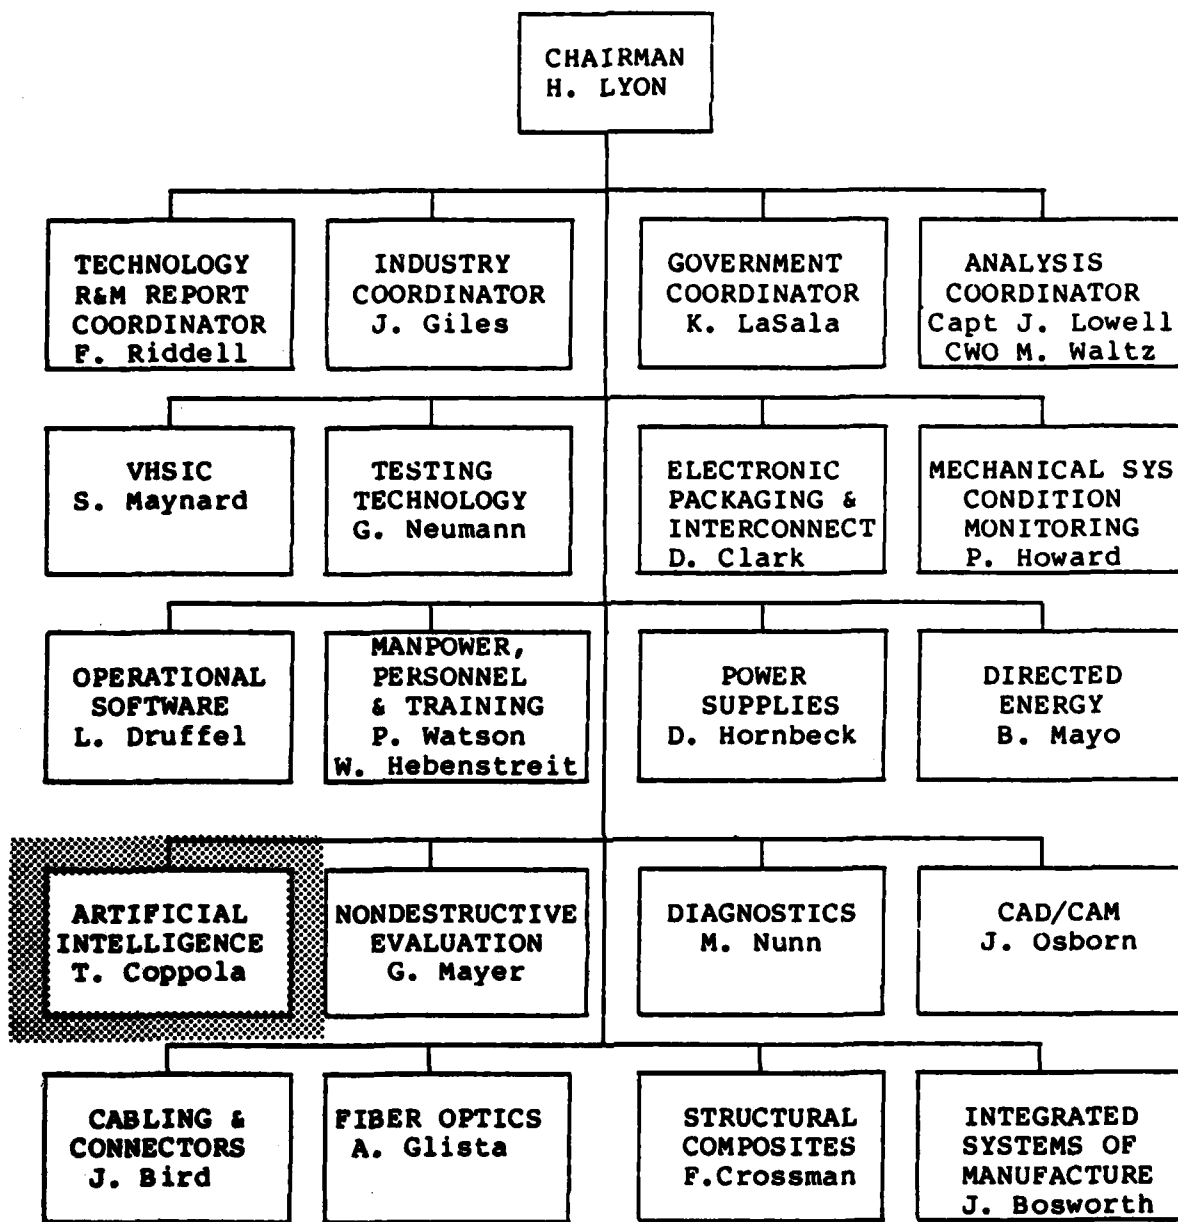 CHAIRMAN
H. LYON
TECHNOLOGY
R&M REPORT
COORDINATOR
F. Riddell
INDUSTRY
COORDINATOR
J. Giles
GOVERNMENT
COORDINATOR
K. LaSala
ANALYSIS
COORDINATOR
Capt J. Lowell
CWO M. Waltz
VHSIC
S. Maynard
TESTING
TECHNOLOGY
G. Neumann
ELECTRONIC
PACKAGING &
INTERCONNECT
D. Clark
MECHANICAL SYS
CONDITION
MONITORING
P. Howard
OPERATIONAL
SOFTWARE
L. Druffel
MANPOWER,
PERSONNEL
& TRAINING
P. Watson
W. Hebenstreit
POWER
SUPPLIES
D. Hornbeck
DIRECTED
ENERGY
B. Mayo
ARTIFICIAL
INTELLIGENCE
T. Coppola
NONDESTRUCTIVE
EVALUATION
G. Mayer
DIAGNOSTICS
M. Nunn
CAD/CAM
J. Osborn
CABLING &
CONNECTORS
J. Bird
FIBER OPTICS
A. Glista
STRUCTURAL
COMPOSITES
F.Crossman
INTEGRATED
SYSTEMS OF
MANUFACTURE
J. Bosworth